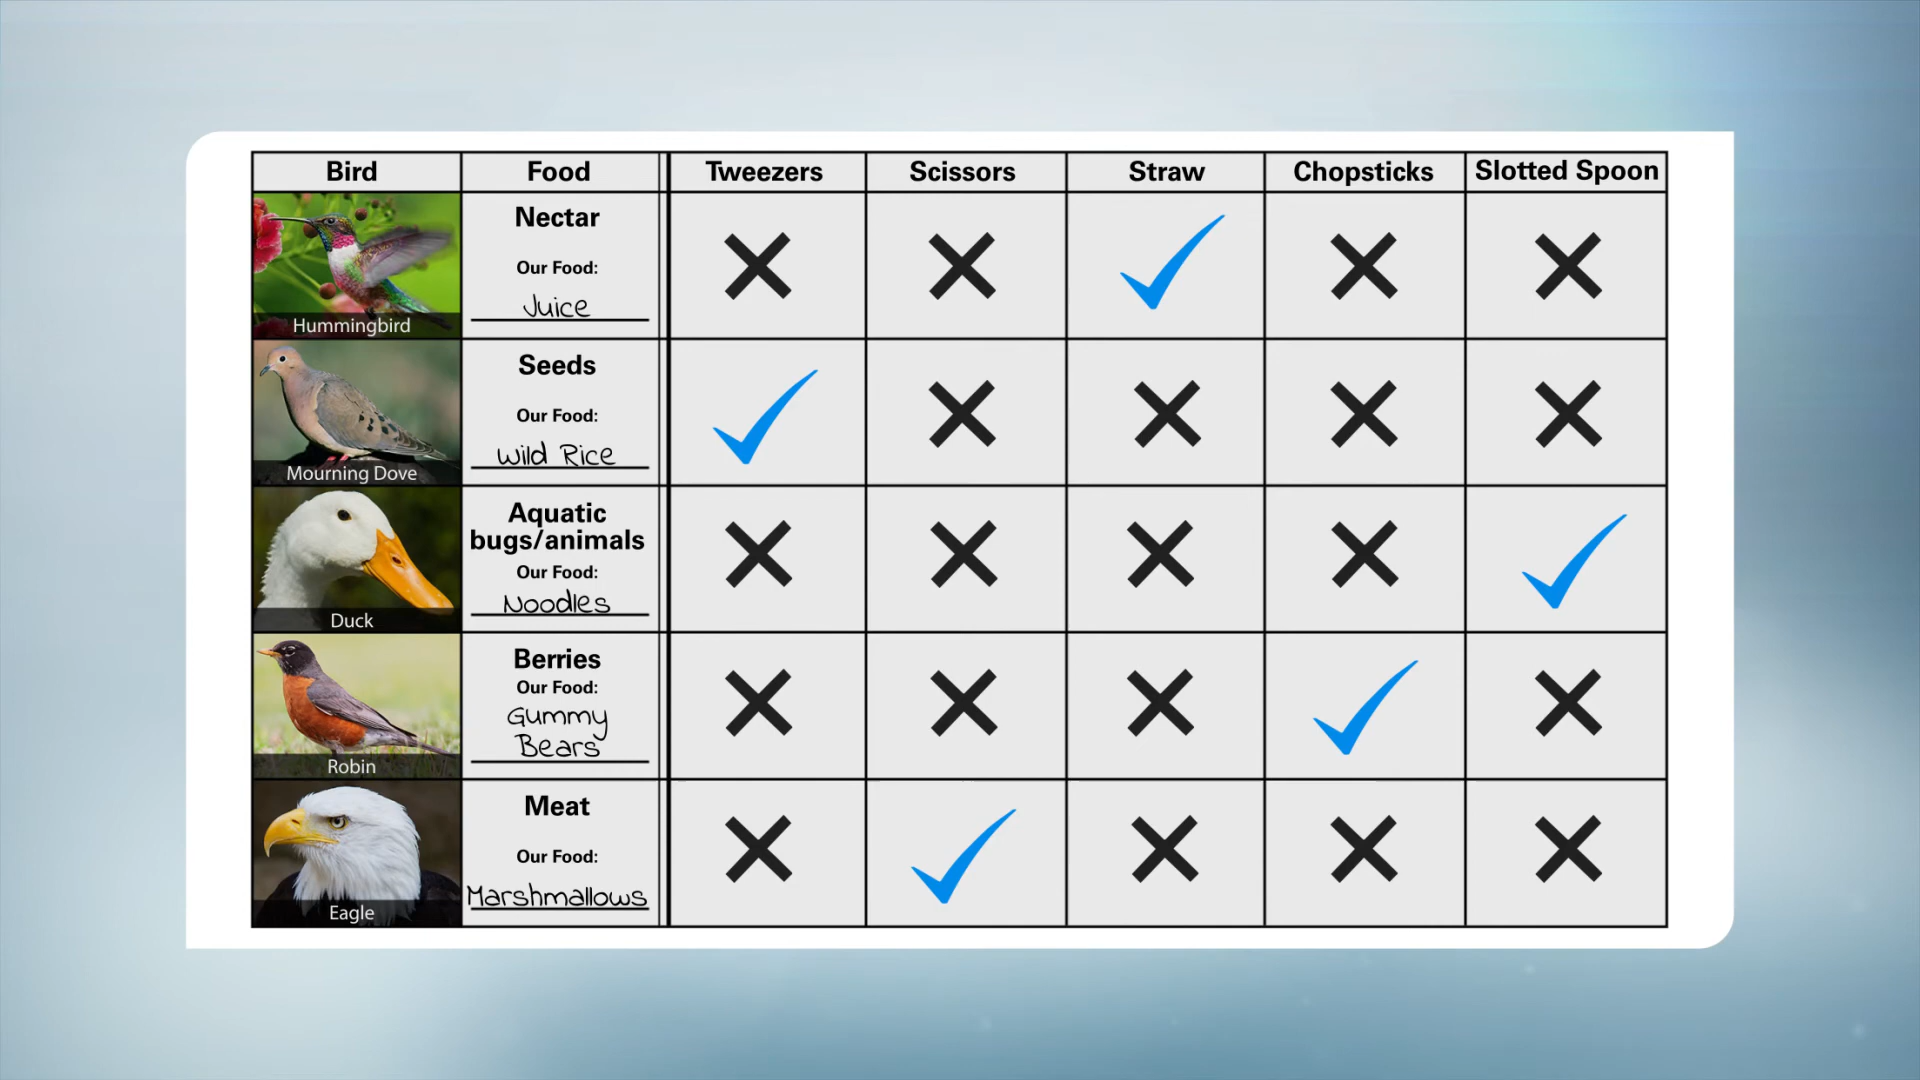 Bird Food Tweezers Scissors Straw Chopsticks Slotted Spoon
Nectar
Our Food:
Juice
Hummingbird
Seeds
Our Food:
Wild Rice
Mourning Dove
Aquatic
bugs/animals
Our Food:
Noodles
Duck
Berries
Our Food:
Gummy
Bears
Robin
Meat
Our Food:
Marshmallows
Eagle